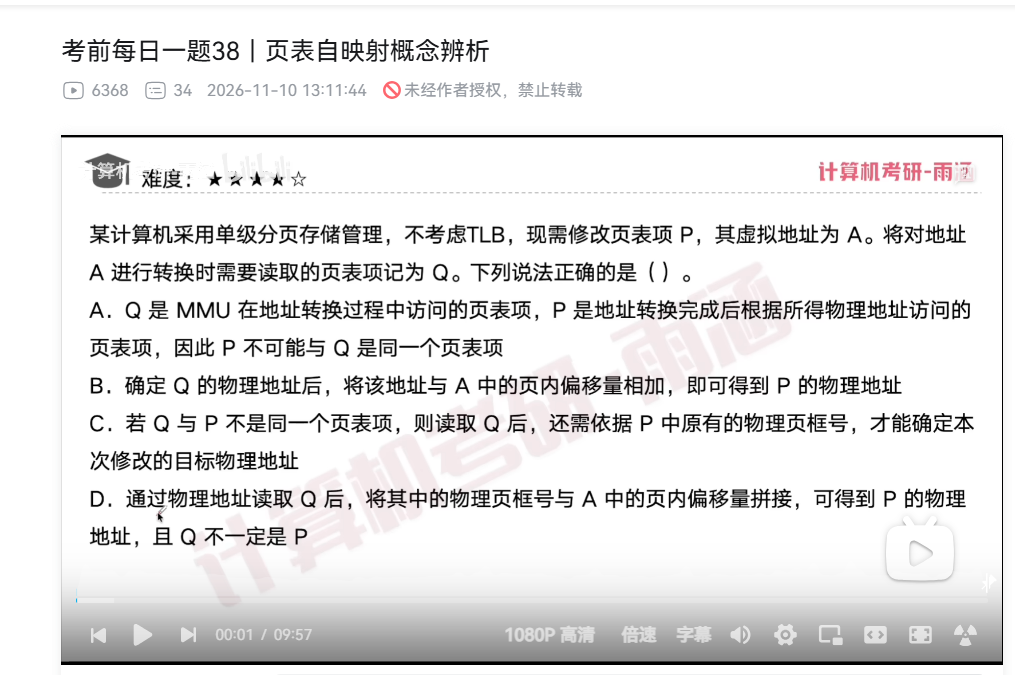 考前每日一题38｜页表自映射概念辨析
6368 34 2026-11-10 13:11:44 未经作者授权，禁止转载
难度：★★★★☆
计算机考研-雨涵
某计算机采用单级分页存储管理，不考虑TLB，现需修改页表项 P，其虚拟地址为 A。将对地址
A 进行转换时需要读取的页表项记为 Q。下列说法正确的是（ ）。
A．Q 是 MMU 在地址转换过程中访问的页表项，P 是地址转换完成后根据所得物理地址访问的
页表项，因此 P 不可能与 Q 是同一个页表项
B．确定 Q 的物理地址后，将该地址与 A 中的页内偏移量相加，即可得到 P 的物理地址
C．若 Q 与 P 不是同一个页表项，则读取 Q 后，还需依据 P 中原有的物理页框号，才能确定本
次修改的目标物理地址
D．通过物理地址读取 Q 后，将其中的物理页框号与 A 中的页内偏移量拼接，可得到 P 的物理
地址，且 Q 不一定是 P
计算机考研-雨涵
00:01 / 09:57 1080P 高清 倍速 字幕